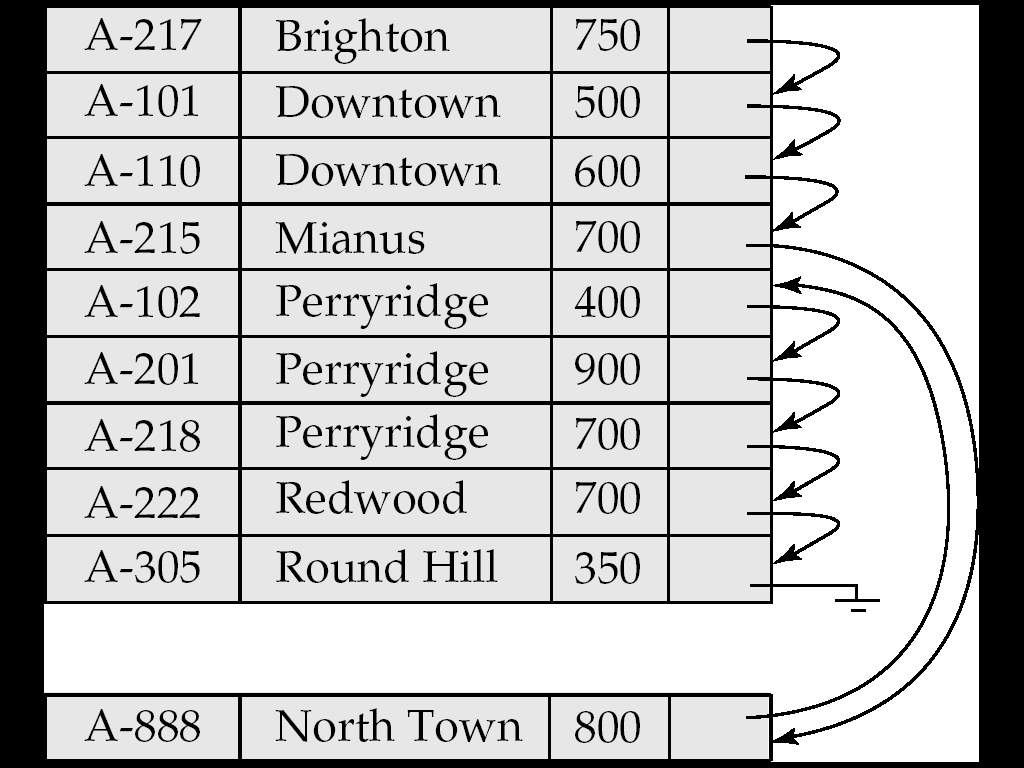 A-217 Brighton 750
A-101 Downtown 500
A-110 Downtown 600
A-215 Mianus 700
A-102 Perryridge 400
A-201 Perryridge 900
A-218 Perryridge 700
A-222 Redwood 700
A-305 Round Hill 350
A-888 North Town 800